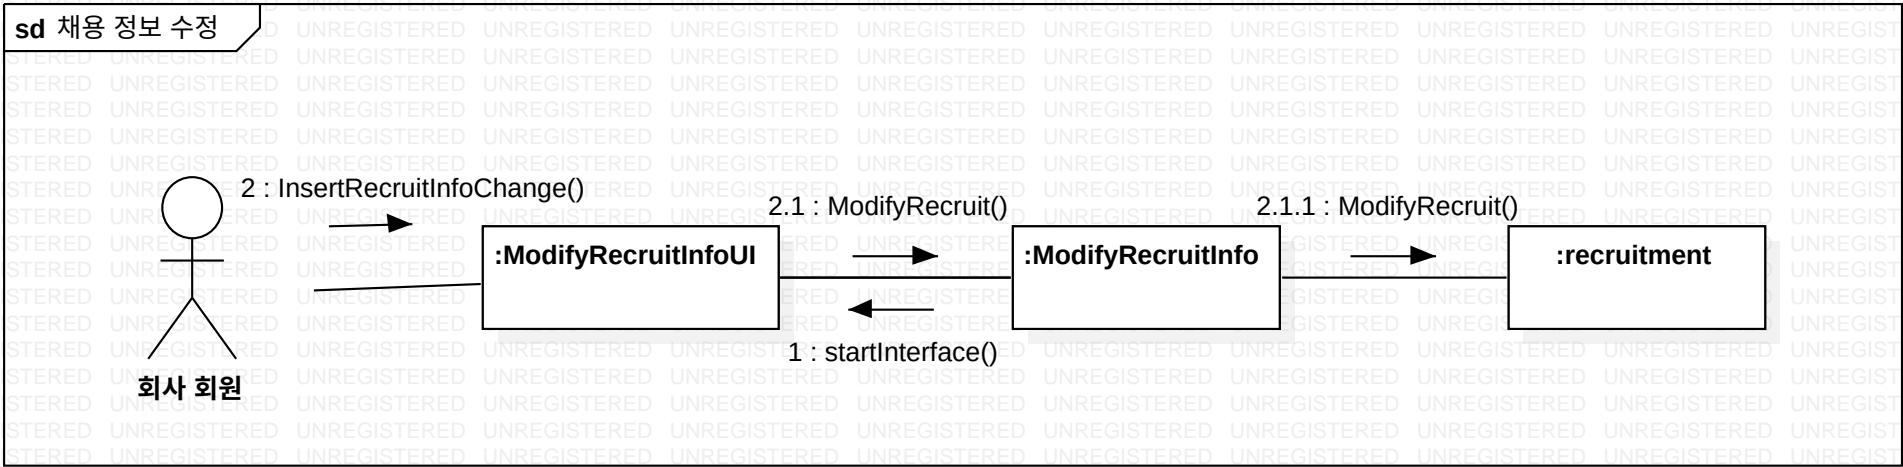 sd 채용 정보 수정
2 : InsertRecruitInfoChange()
2.1 : ModifyRecruit()
2.1.1 : ModifyRecruit()
:ModifyRecruitInfoUI
:ModifyRecruitInfo
:recruitment
1 : startInterface()
회사 회원
UNREGISTERED